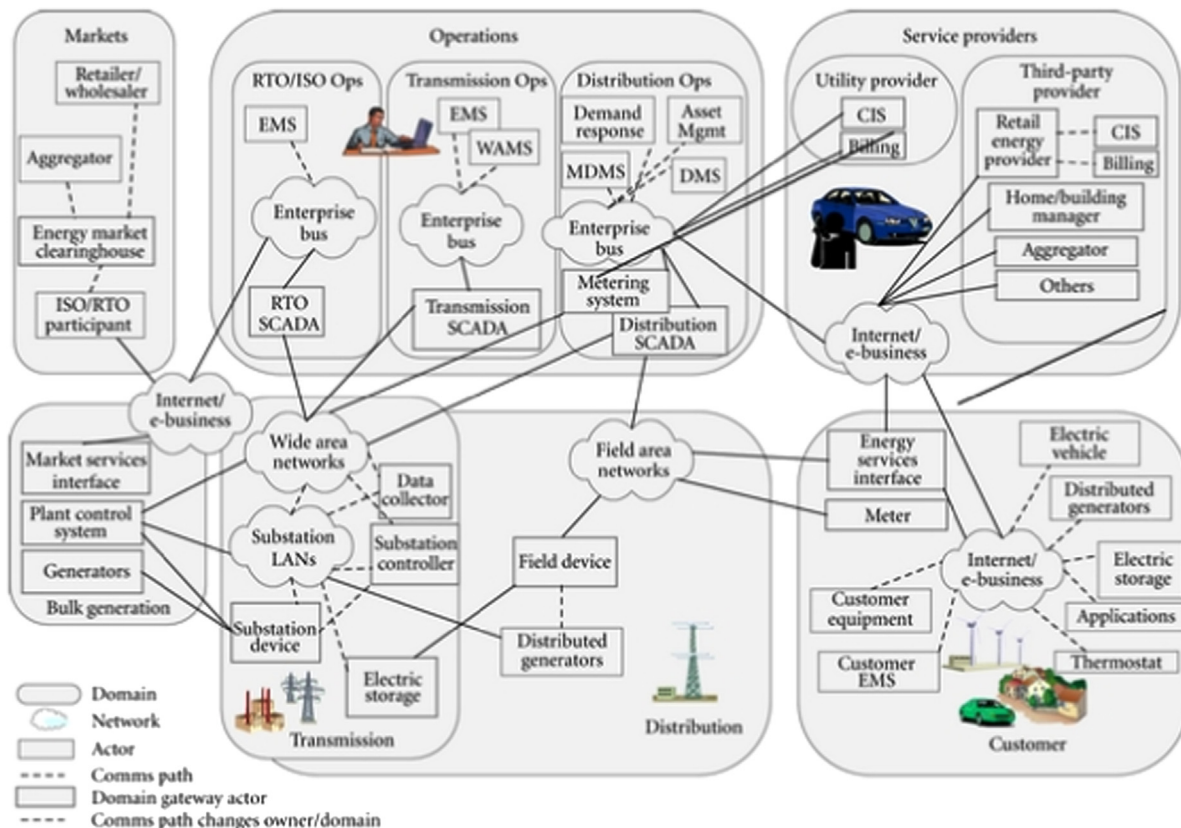 Markets
Retailer/
wholesaler
Aggregator
Energy market
clearinghouse
ISO/RTO
participant
Operations
RTO/ISO Ops
EMS
Enterprise
bus
RTO
SCADA
Transmission Ops
EMS
WAMS
Enterprise
bus
Transmission
SCADA
Distribution Ops
Demand
response
Asset
Mgmt
MDMS
DMS
Enterprise
bus
Metering
system
Distribution
SCADA
Service providers
Utility provider
CIS
Billing
Third-party
provider
Retail
energy
provider
CIS
Billing
Home/building
manager
Aggregator
Others
Internet/
e-business
Internet/
e-business
Market services
interface
Plant control
system
Generators
Bulk generation
Wide area
networks
Data
collector
Substation
LANs
Substation
controller
Substation
device
Electric
storage
Transmission
Field area
networks
Field device
Distributed
generators
Distribution
Energy
services
interface
Meter
Electric
vehicle
Distributed
generators
Internet/
e-business
Electric
storage
Customer
equipment
Applications
Customer
EMS
Thermostat
Customer
Domain
Network
Actor
Comms path
Domain gateway actor
Comms path changes owner/domain